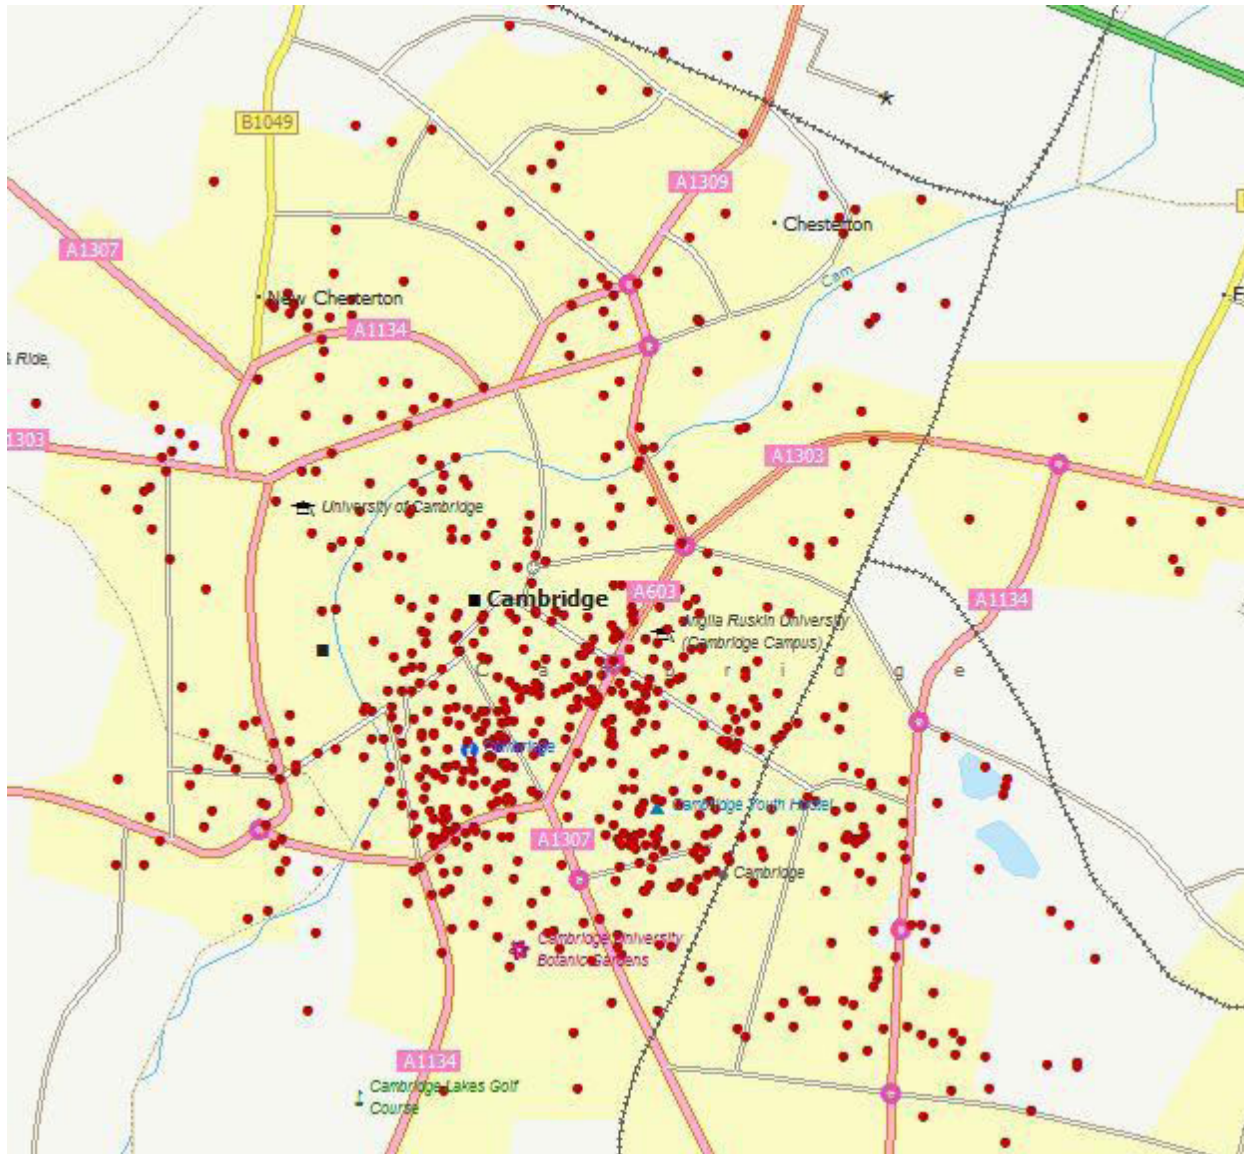 B1049
A1309
A1307
Chesterton
Cam
New Chesterton
A1134
Ride,
1303
A1303
University of Cambridge
A1134
A603
Cambridge
Anglia Ruskin University
(Cambridge Campus)
Cambridge
Cambridge Youth Hostel
A1307
Cambridge
Cambridge University
Botanic Gardens
A1134
Cambridge Lakes Golf
Course